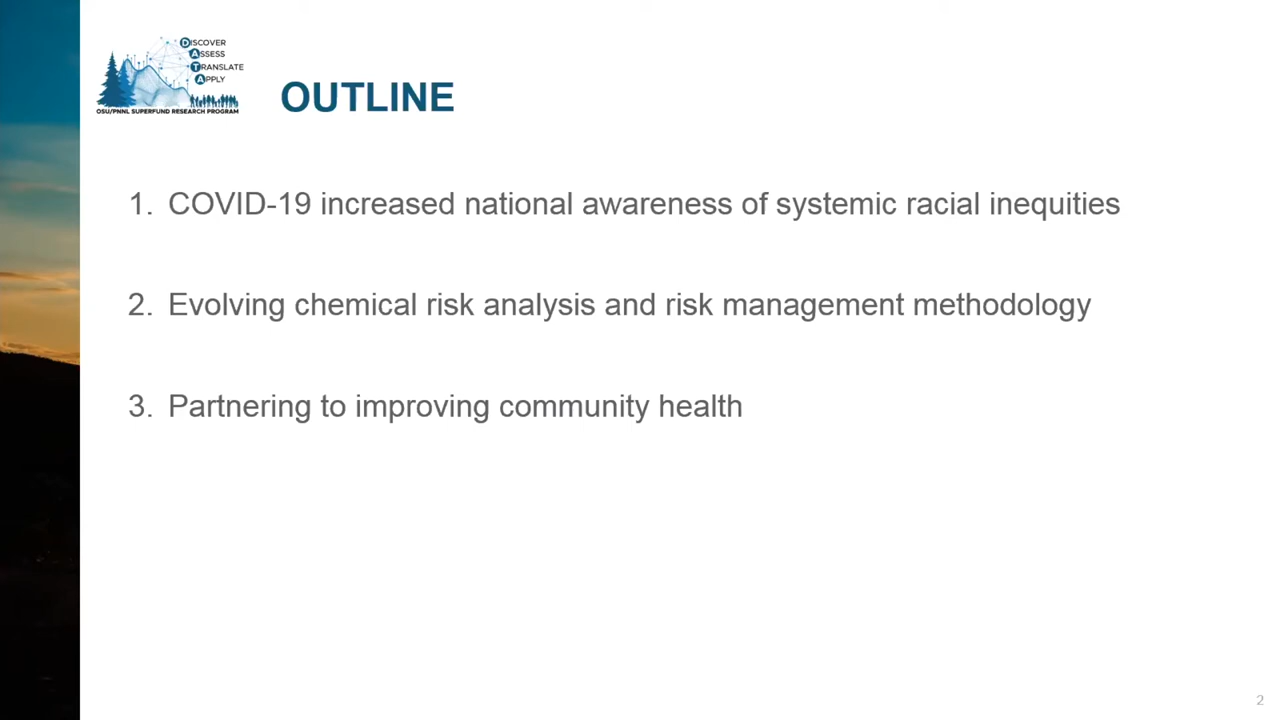 DISCOVER
ASSESS
TRANSLATE
APPLY
OSU/PNNL SUPERFUND RESEARCH PROGRAM
OUTLINE
1. COVID-19 increased national awareness of systemic racial inequities
2. Evolving chemical risk analysis and risk management methodology
3. Partnering to improving community health
2